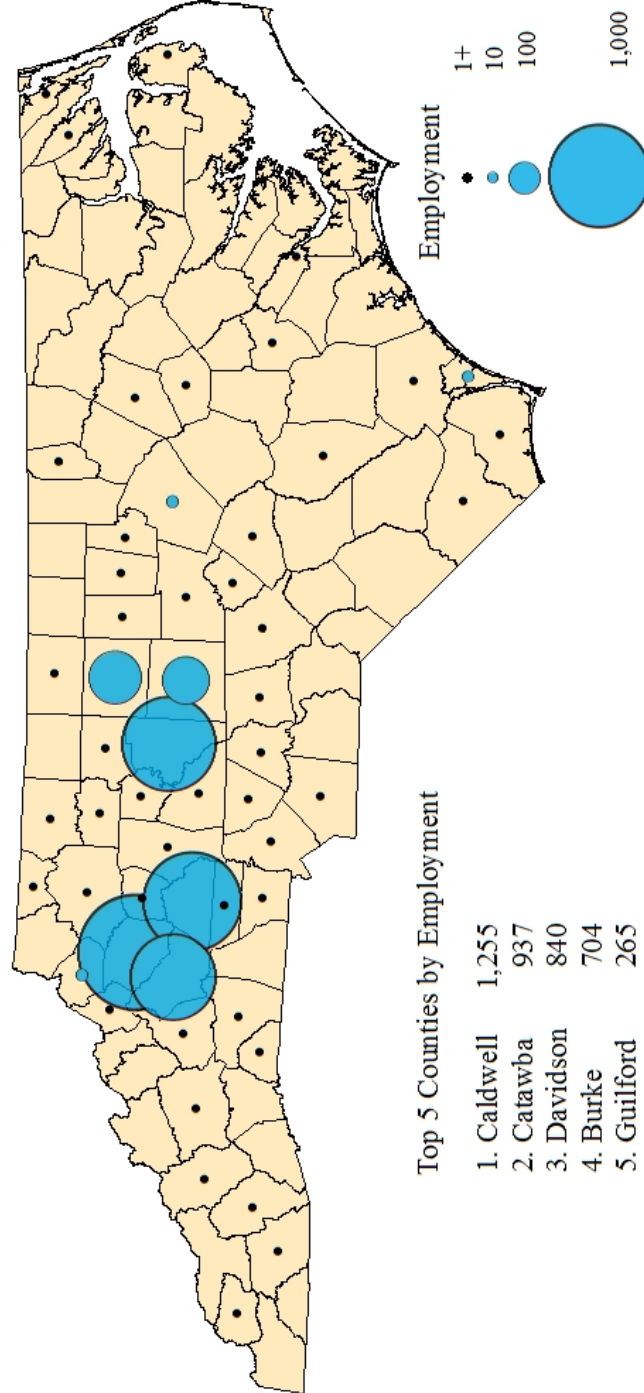 Top 5 Counties by Employment
1. Caldwell 1,255
2. Catawba 937
3. Davidson 840
4. Burke 704
5. Guilford 265
Employment
1+
10
100
1,000